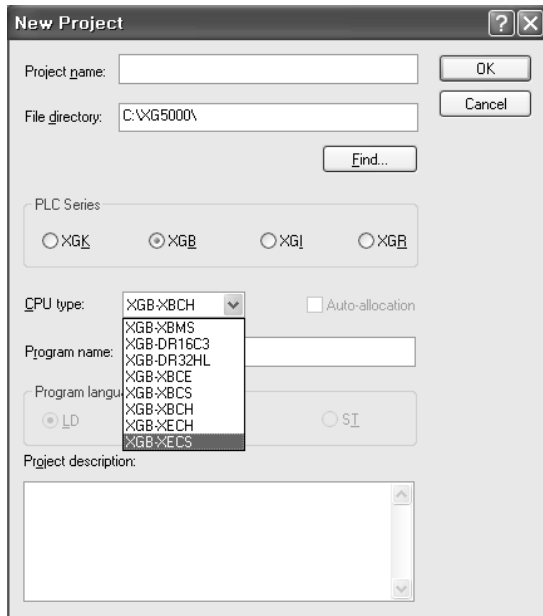 New Project
Project name:
OK
File directory: C:\XG5000\
Cancel
Find...
PLC Series
XGK XGB XGI XGR
CPU type: XGB-XBCH Auto-allocation
XGB-XBMS
XGB-DR16C3
Program name:
XGB-DR32HL
XGB-XBCE
Program langu
XGB-XBCS
XGB-XBCH
LD ST
XGB-XECH
XGB-XECS
Project description: